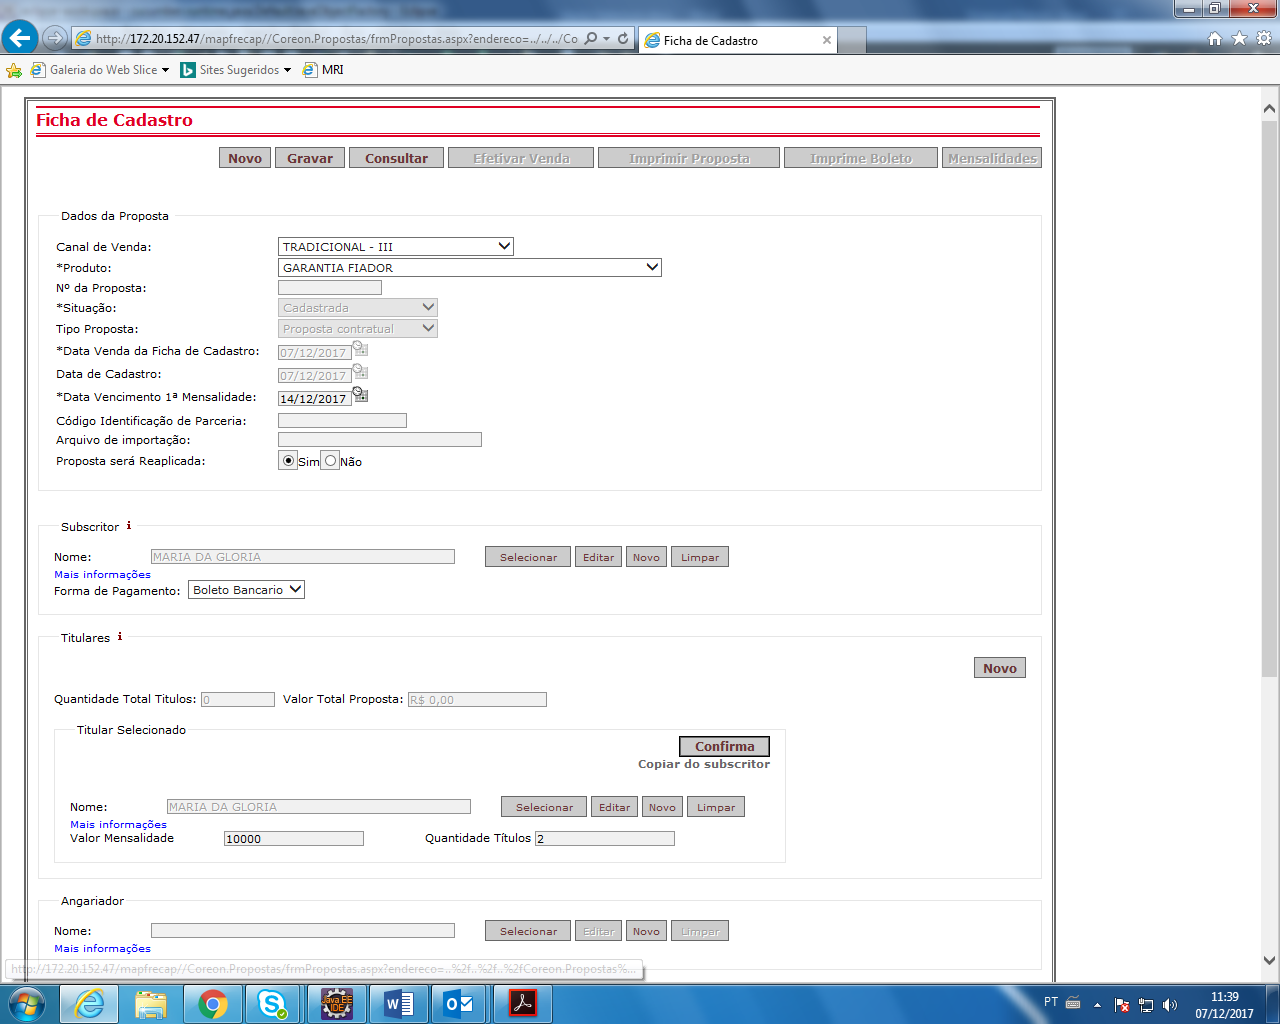 http://172.20.152.47/mapfrecap//Coreon.Propostas/frmPropostas.aspx?endereco=../../../Co
Ficha de Cadastro
Galeria do Web Slice
Sites Sugeridos
MRI
Ficha de Cadastro
Novo Gravar Consultar Efetivar Venda Imprimir Proposta Imprime Boleto Mensalidades
Dados da Proposta
Canal de Venda: TRADICIONAL - III
*Produto: GARANTIA FIADOR
Nº da Proposta:
*Situação: Cadastrada
Tipo Proposta: Proposta contratual
*Data Venda da Ficha de Cadastro: 07/12/2017
Data de Cadastro: 07/12/2017
*Data Vencimento 1ª Mensalidade: 14/12/2017
Código Identificação de Parceria:
Arquivo de importação:
Proposta será Reaplicada: Sim Não
Subscritor i
Nome: MARIA DA GLORIA Selecionar Editar Novo Limpar
Mais informações
Forma de Pagamento: Boleto Bancario
Titulares i
Novo
Quantidade Total Titulos: 0 Valor Total Proposta: R$ 0,00
Titular Selecionado
Confirma
Copiar do subscritor
Nome: MARIA DA GLORIA Selecionar Editar Novo Limpar
Mais informações
Valor Mensalidade 10000 Quantidade Títulos 2
Angariador
Nome: Selecionar Editar Novo Limpar
Mais informações
http://172.20.152.47/mapfrecap//Coreon.Propostas/frmPropostas.aspx?endereco=..%2f..%2f..%2fCoreon.Propostas%...
Java EE
IDE
PT
11:39
07/12/2017